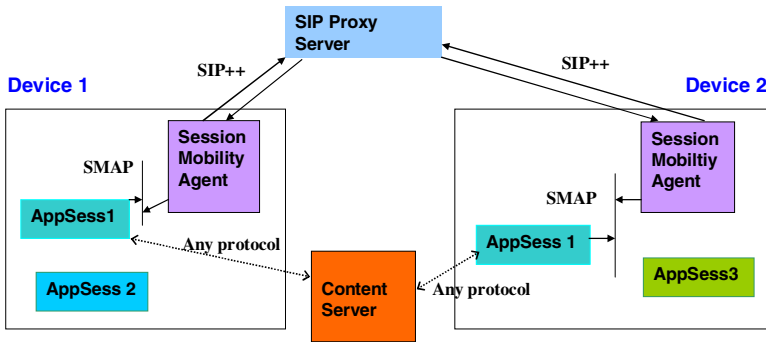 SIP Proxy
Server
SIP++
SIP++
Device 1
Device 2
Session
Mobility
Agent
Session
Mobiltiy
Agent
SMAP
SMAP
AppSess1
AppSess 1
Any protocol
AppSess 2
Content
Server
Any protocol
AppSess3